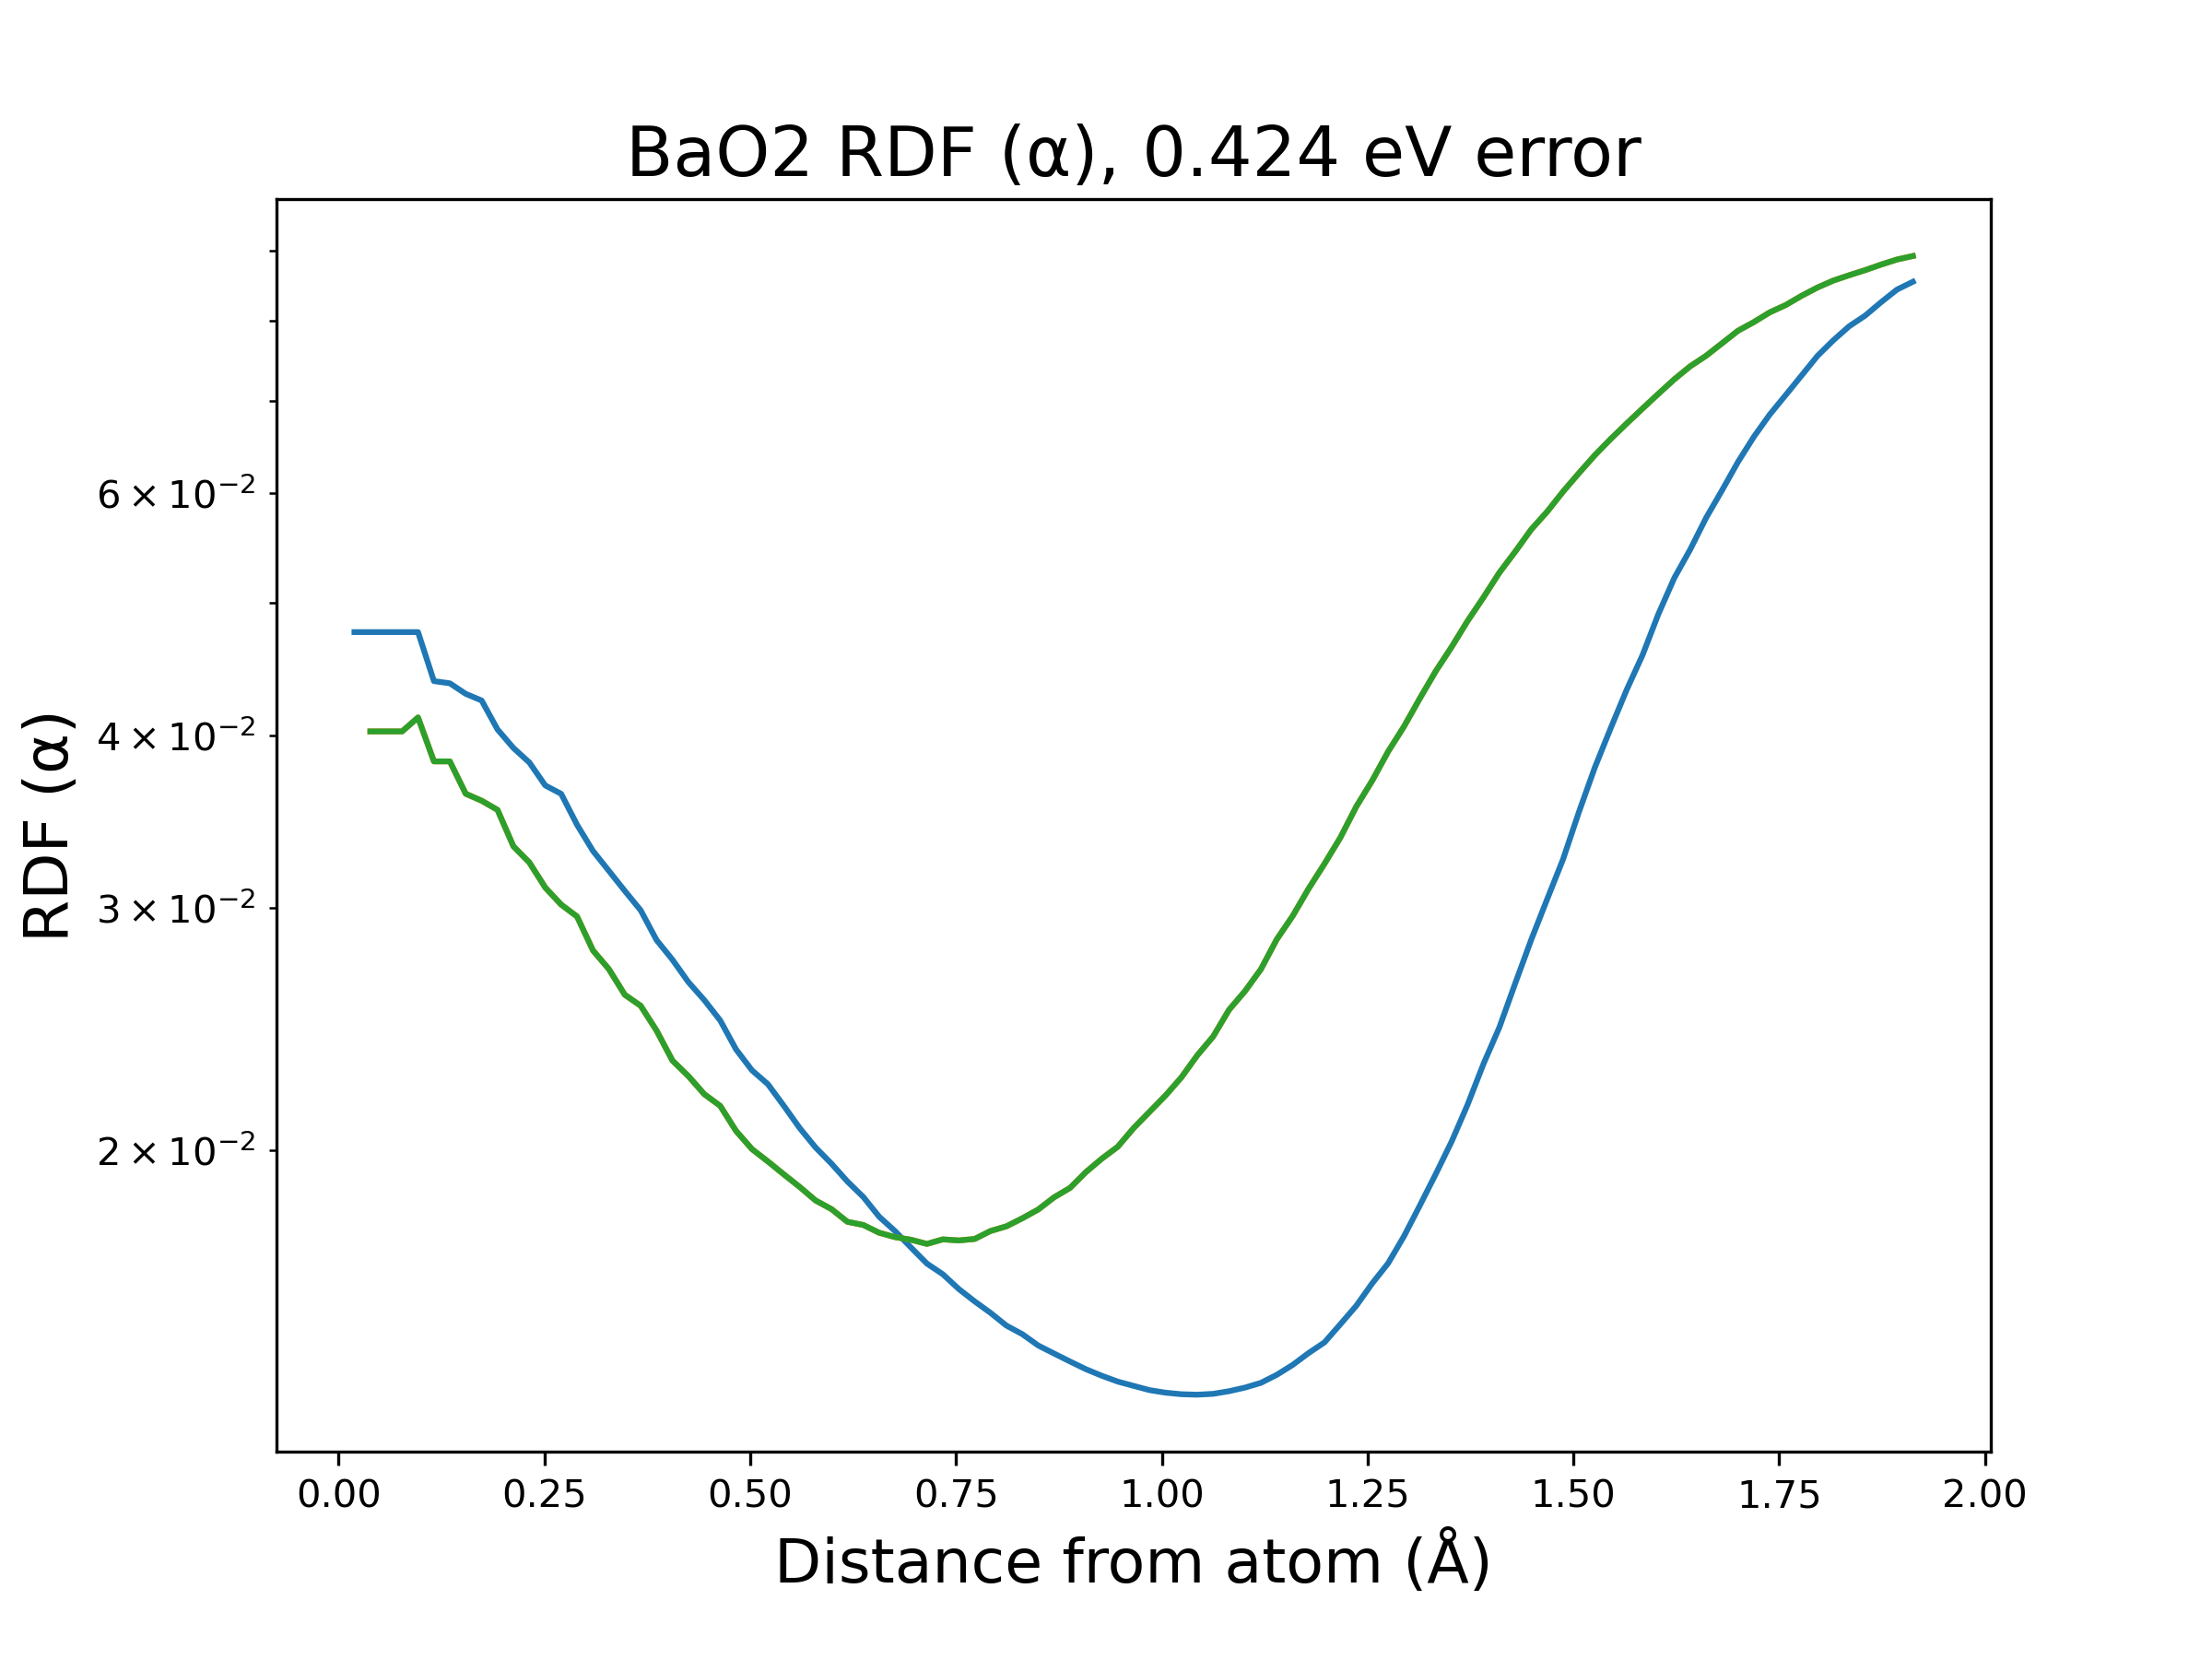 BaO2 RDF (α), 0.424 eV error
6 × 10⁻²
4 × 10⁻²
3 × 10⁻²
2 × 10⁻²
RDF (α)
0.00 0.25 0.50 0.75 1.00 1.25 1.50 1.75 2.00
Distance from atom (Å)